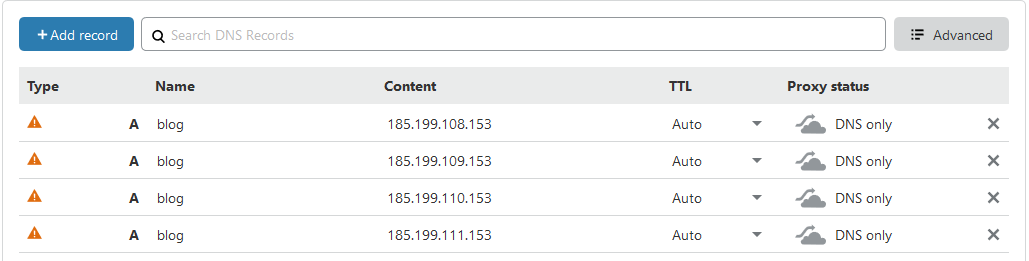 + Add record Search DNS Records Advanced
Type Name Content TTL Proxy status
A blog 185.199.108.153 Auto DNS only
A blog 185.199.109.153 Auto DNS only
A blog 185.199.110.153 Auto DNS only
A blog 185.199.111.153 Auto DNS only